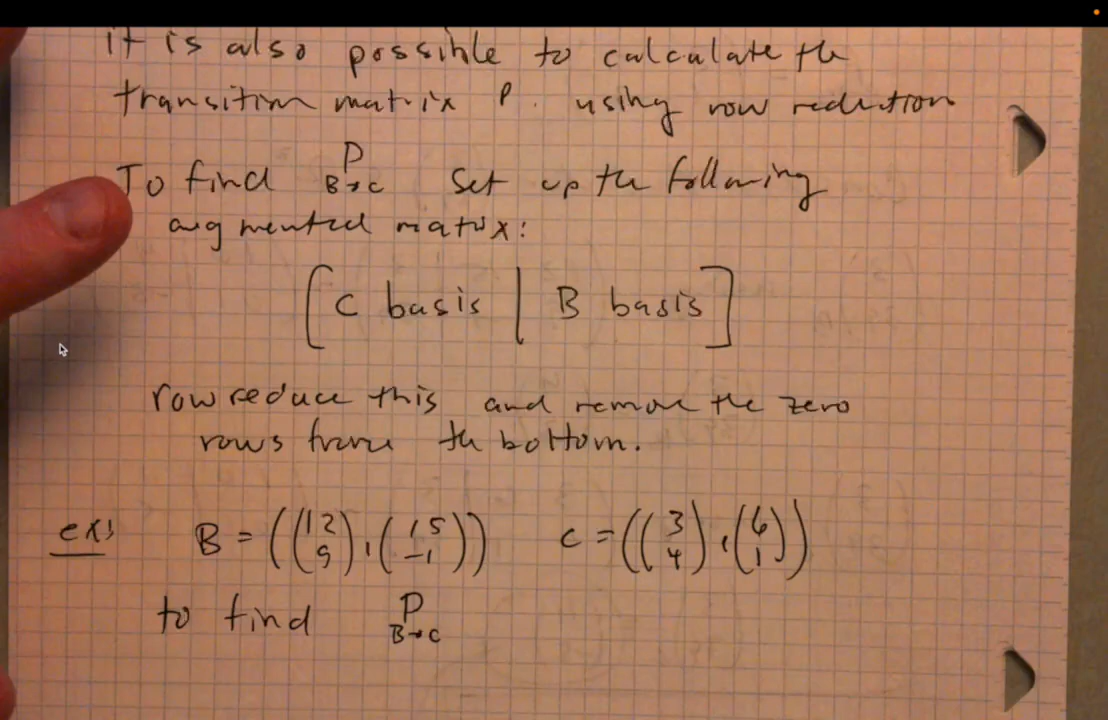 it is also possible to calculate the
transition matrix P. using row reduction
To find P B→C Set up the following
augmented matrix:
[ C basis | B basis ]
row reduce this and remove the zero
rows from the bottom.
ex: B = ((12 9), (15 -1)) C = ((3 4), (6 1))
to find P B→C